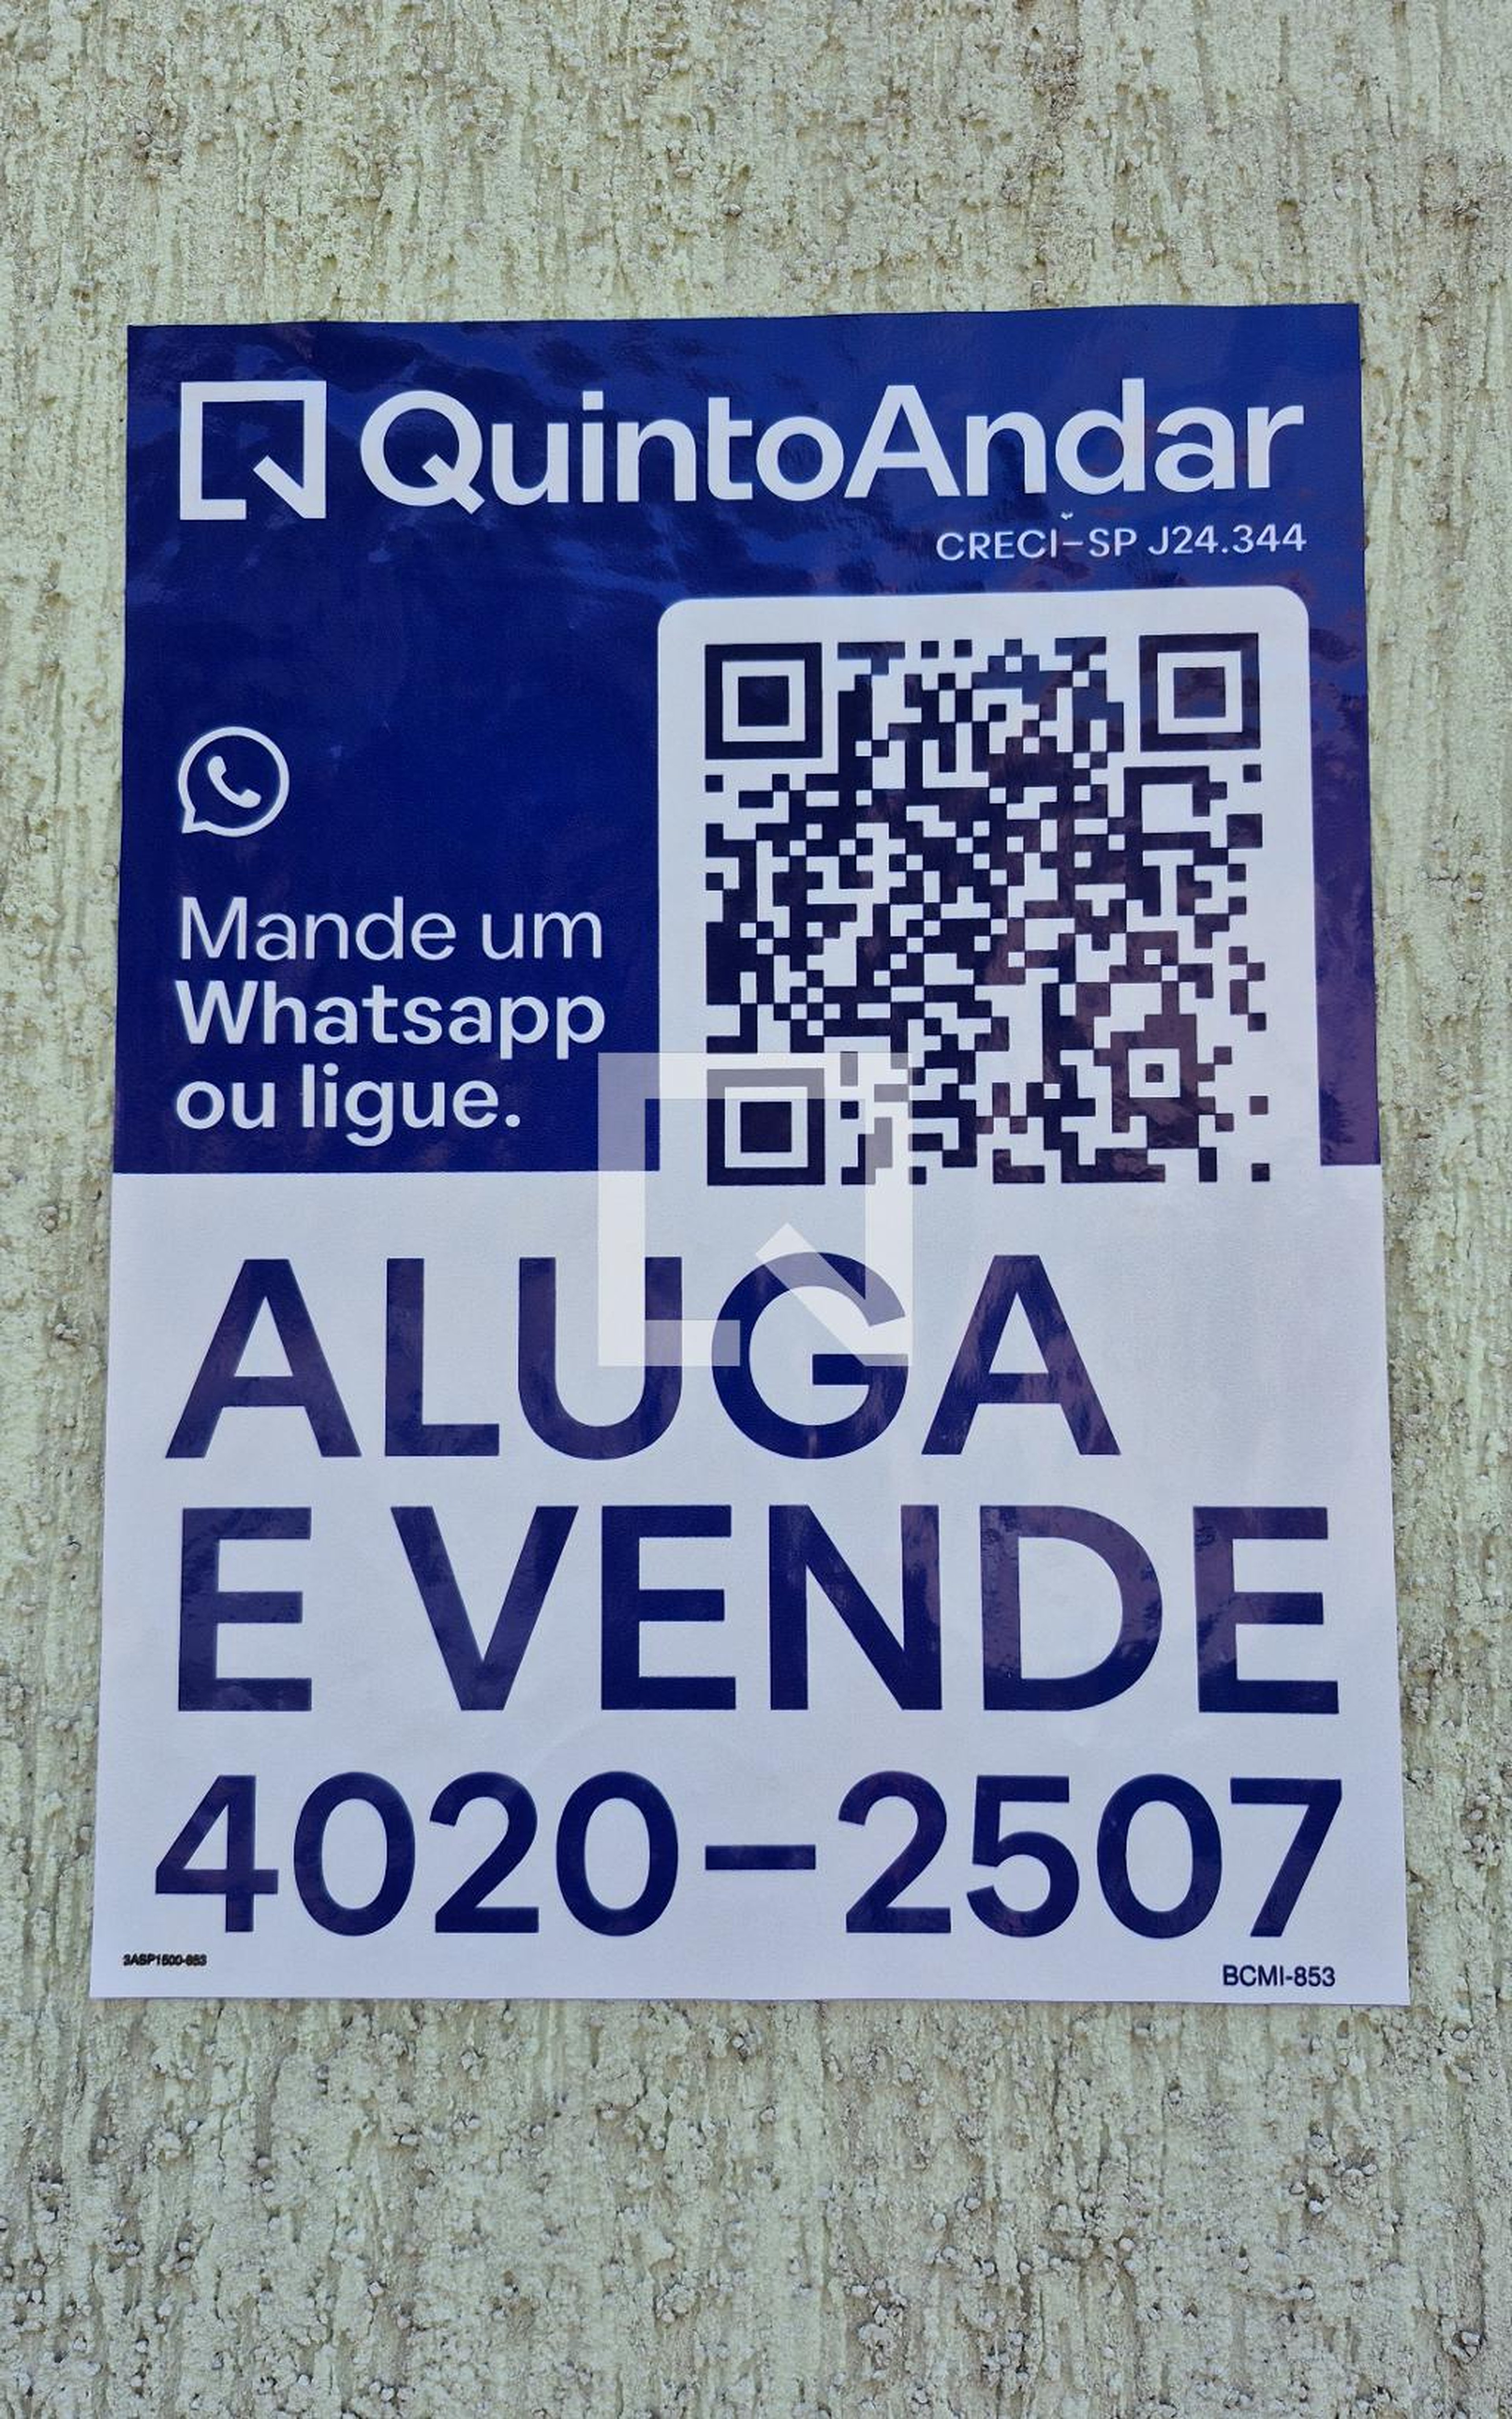 QuintoAndar
CRECI-SP J24.344
Mande um
Whatsapp
ou ligue.
ALUGA
E VENDE
4020-2507
BCMI-853